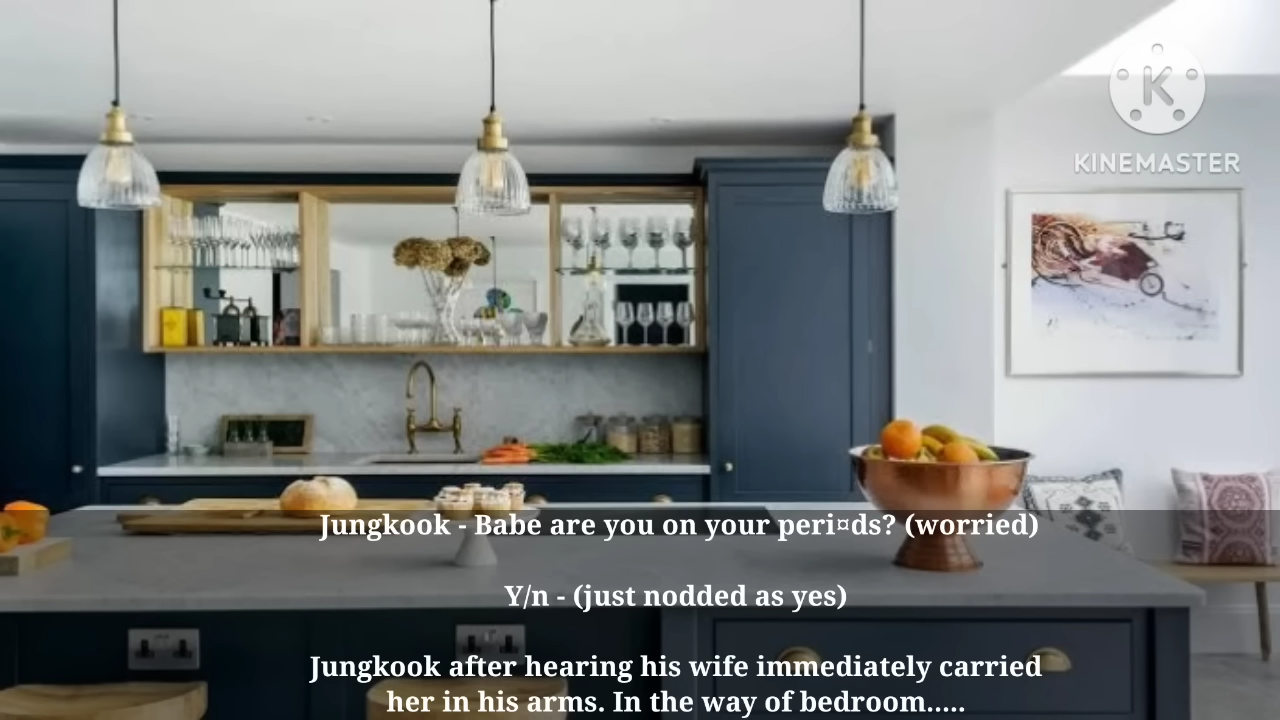 KINEMASTER
Jungkook - Babe are you on your peri¤ds? (worried)
Y/n - (just nodded as yes)
Jungkook after hearing his wife immediately carried
her in his arms. In the way of bedroom.....